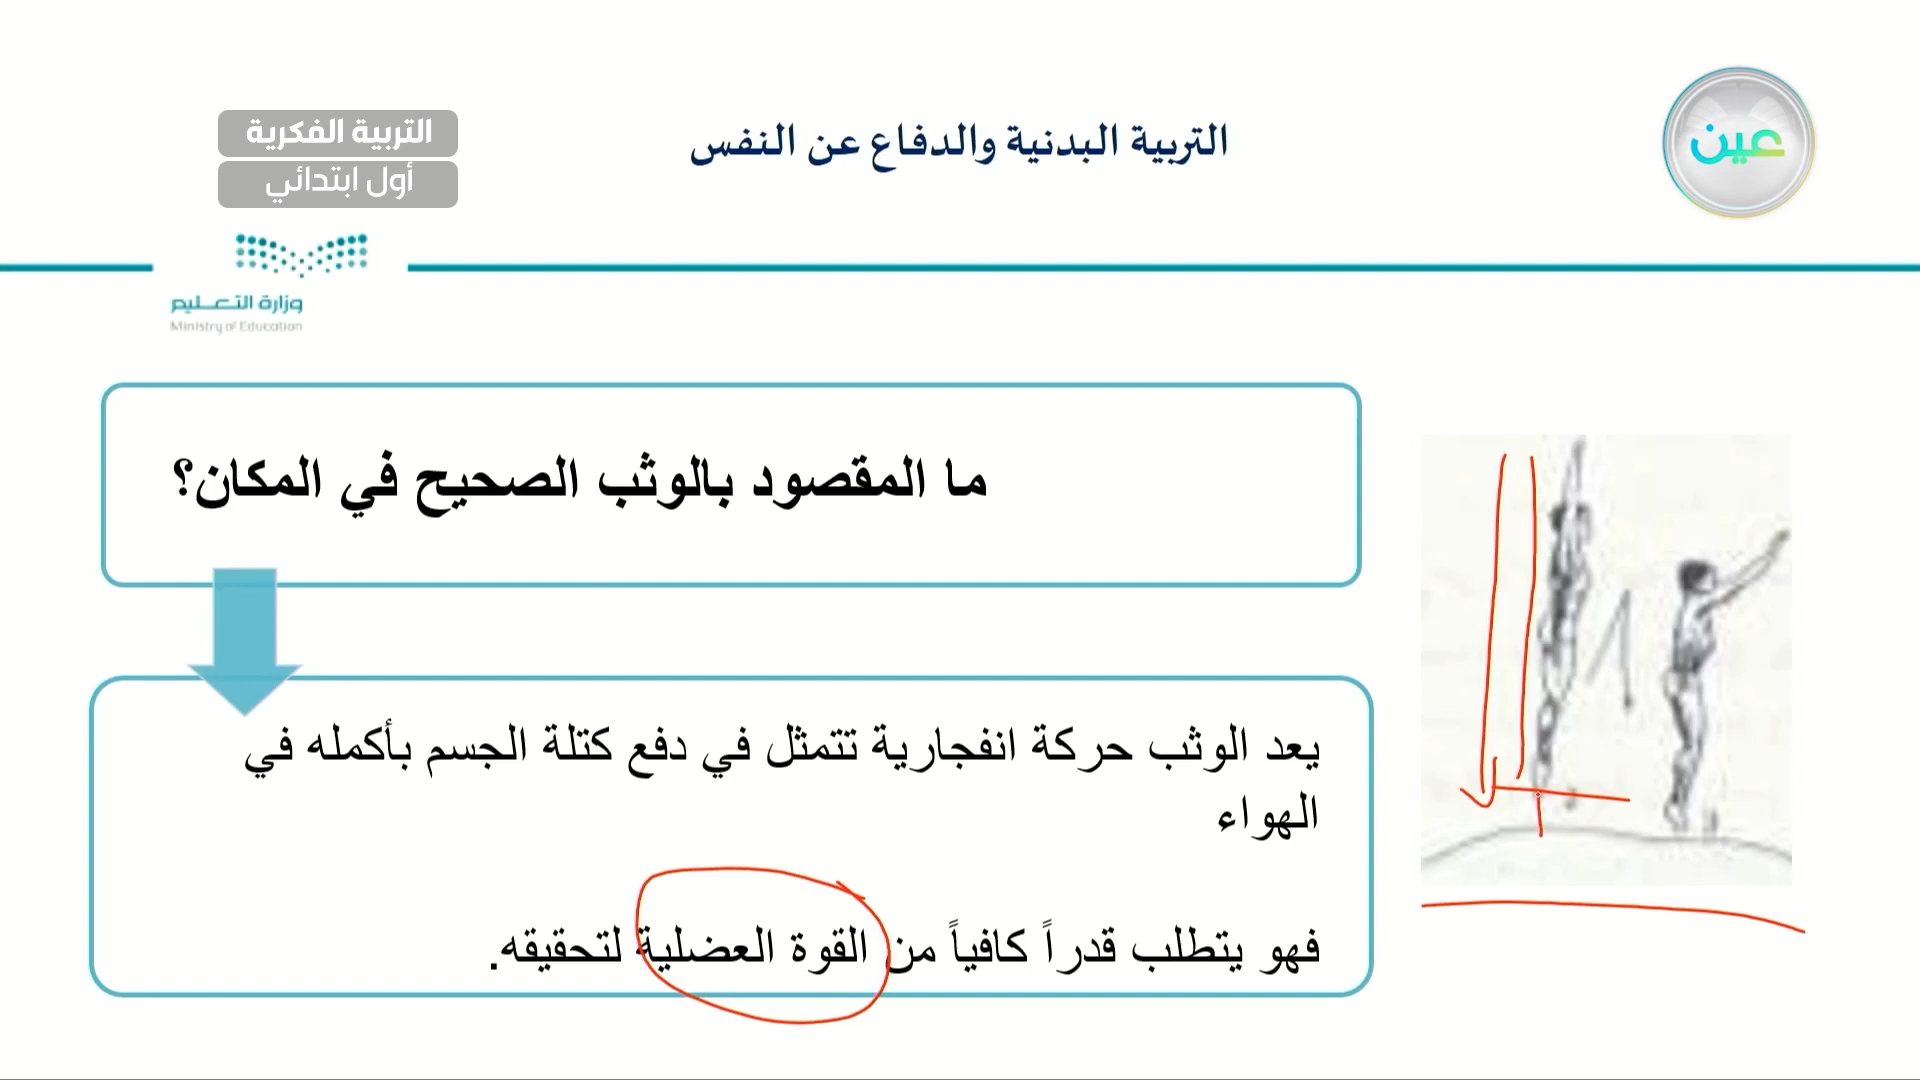 عين
التربية البدنية والدفاع عن النفس
التربية الفكرية
أول ابتدائي
وزارة التعليم
Ministry of Education
ما المقصود بالوثب الصحيح في المكان؟
يعد الوثب حركة انفجارية تتمثل في دفع كتلة الجسم بأكمله في
الهواء
فهو يتطلب قدراً كافياً من القوة العضلية لتحقيقه.